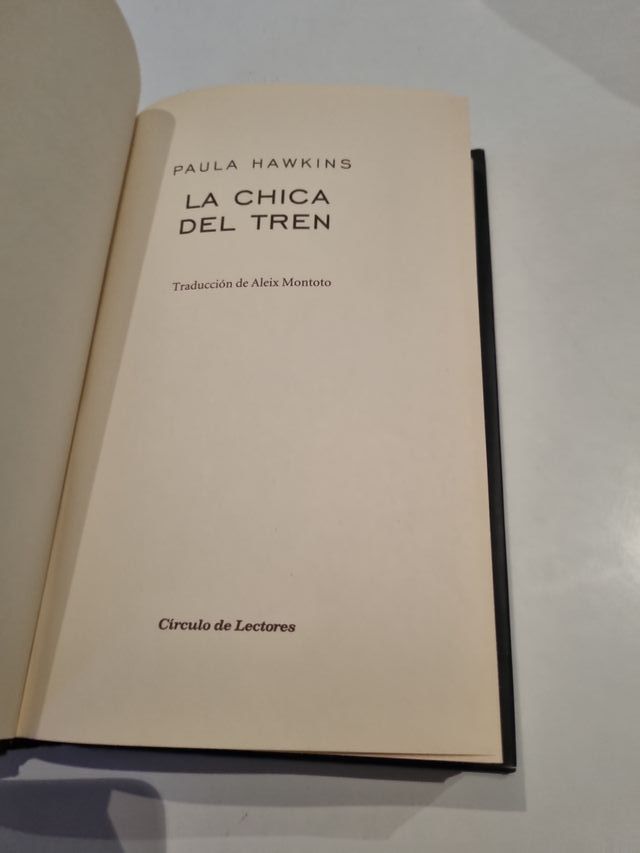 PAULA HAWKINS
LA CHICA
DEL TREN
Traducción de Aleix Montoto
Círculo de Lectores